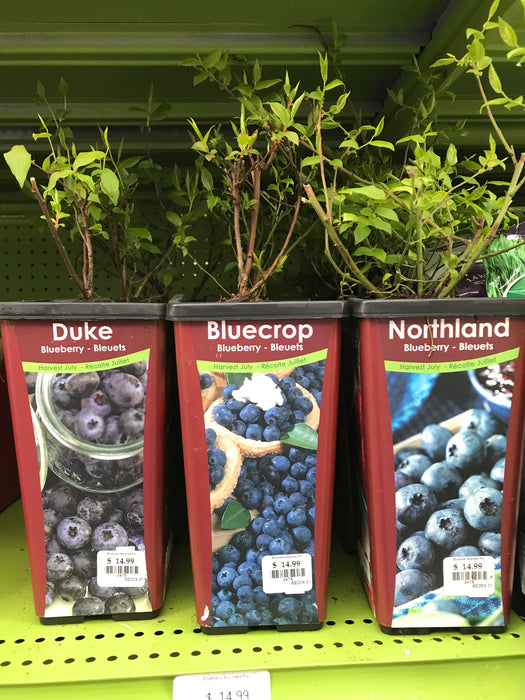 Duke
Blueberry - Bleuets
Harvest July - Récolte Juillet
$ 14.99
Bluecrop
Blueberry - Bleuets
Harvest July - Récolte Juillet
$ 14.99
Northland
Blueberry - Bleuets
Harvest July - Récolte Juillet
$ 14.99
$ 14.99